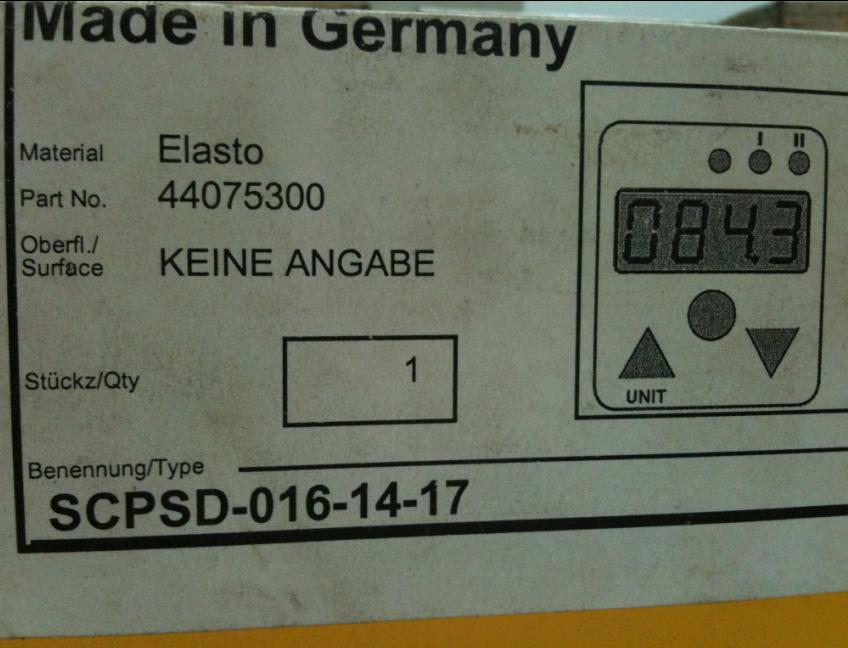 Made in Germany
Material Elasto
Part No. 44075300
Oberfl./
Surface KEINE ANGABE
Stückz/Qty 1
Benennung/Type
SCPSD-016-14-17
I II
084.3
UNIT